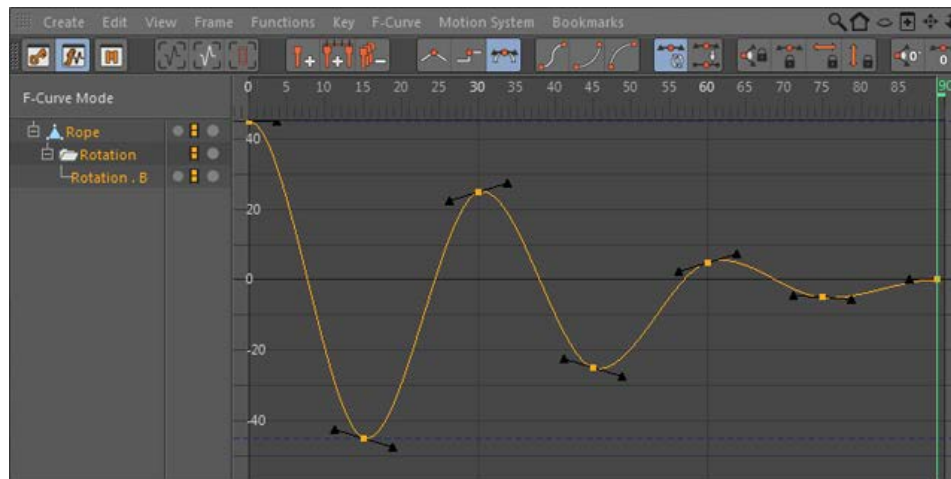 Create Edit View Frame Functions Key F-Curve Motion System Bookmarks
F-Curve Mode
0 5 10 15 20 25 30 35 40 45 50 55 60 65 70 75 80 85 90
Rope
Rotation
Rotation . B
40
20
0
-20
-40